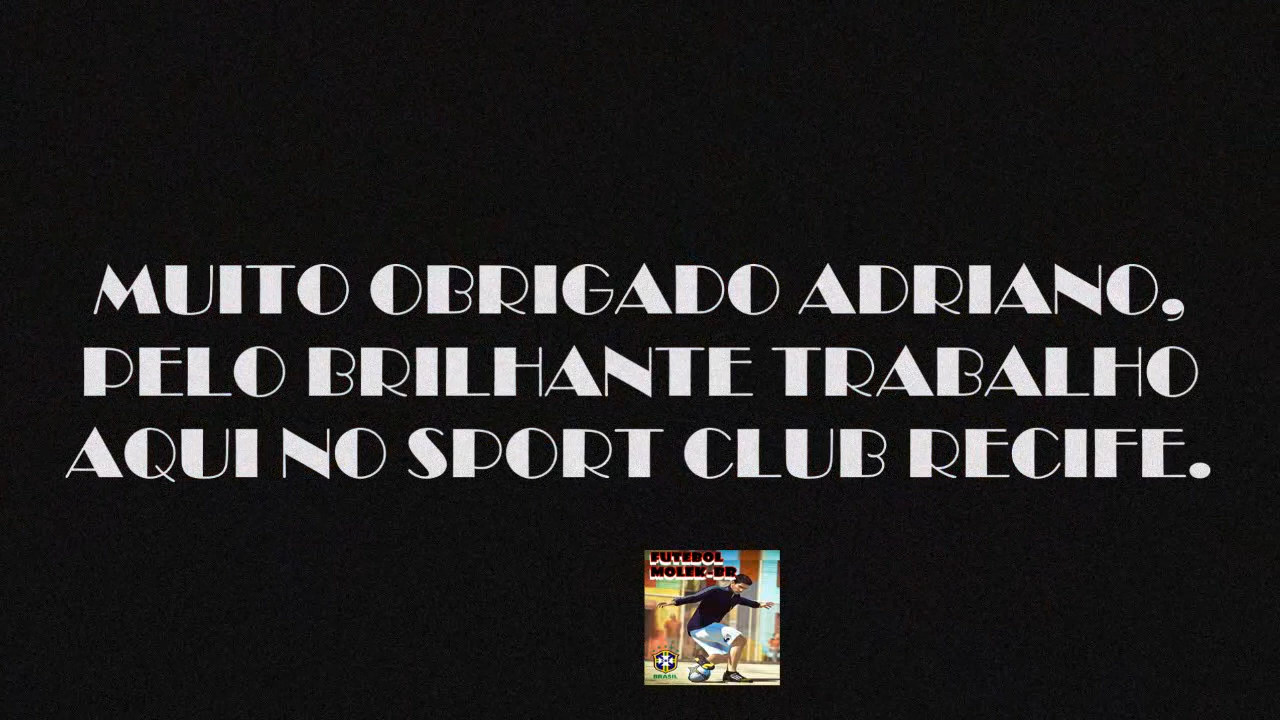 MUITO OBRIGADO ADRIANO,
PELO BRILHANTE TRABALHO
AQUI NO SPORT CLUB RECIFE.
FUTEBOL
MOLEK-BR
BRASIL